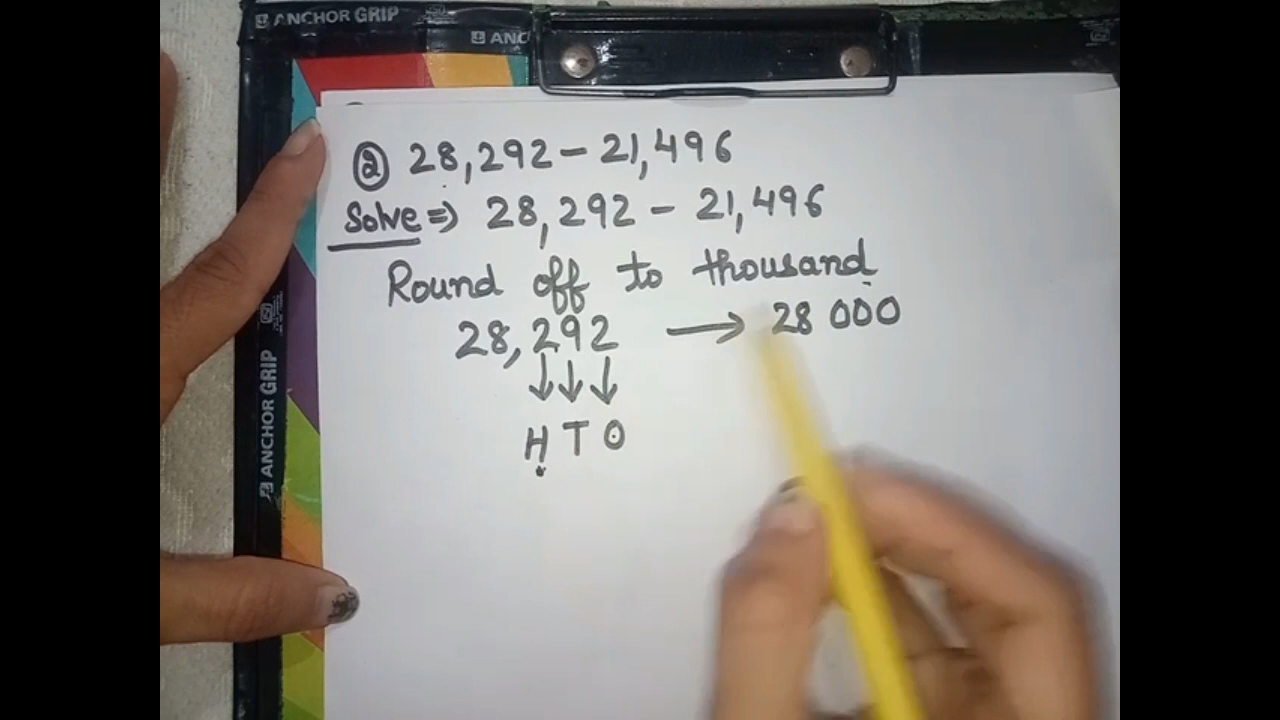 ANCHOR GRIP
ANC
② 28,292 - 21,496
Solve ⇒ 28,292 - 21,496
Round off to thousand
28,292 → 28 000
↓ ↓ ↓
H T O
ANCHOR GRIP